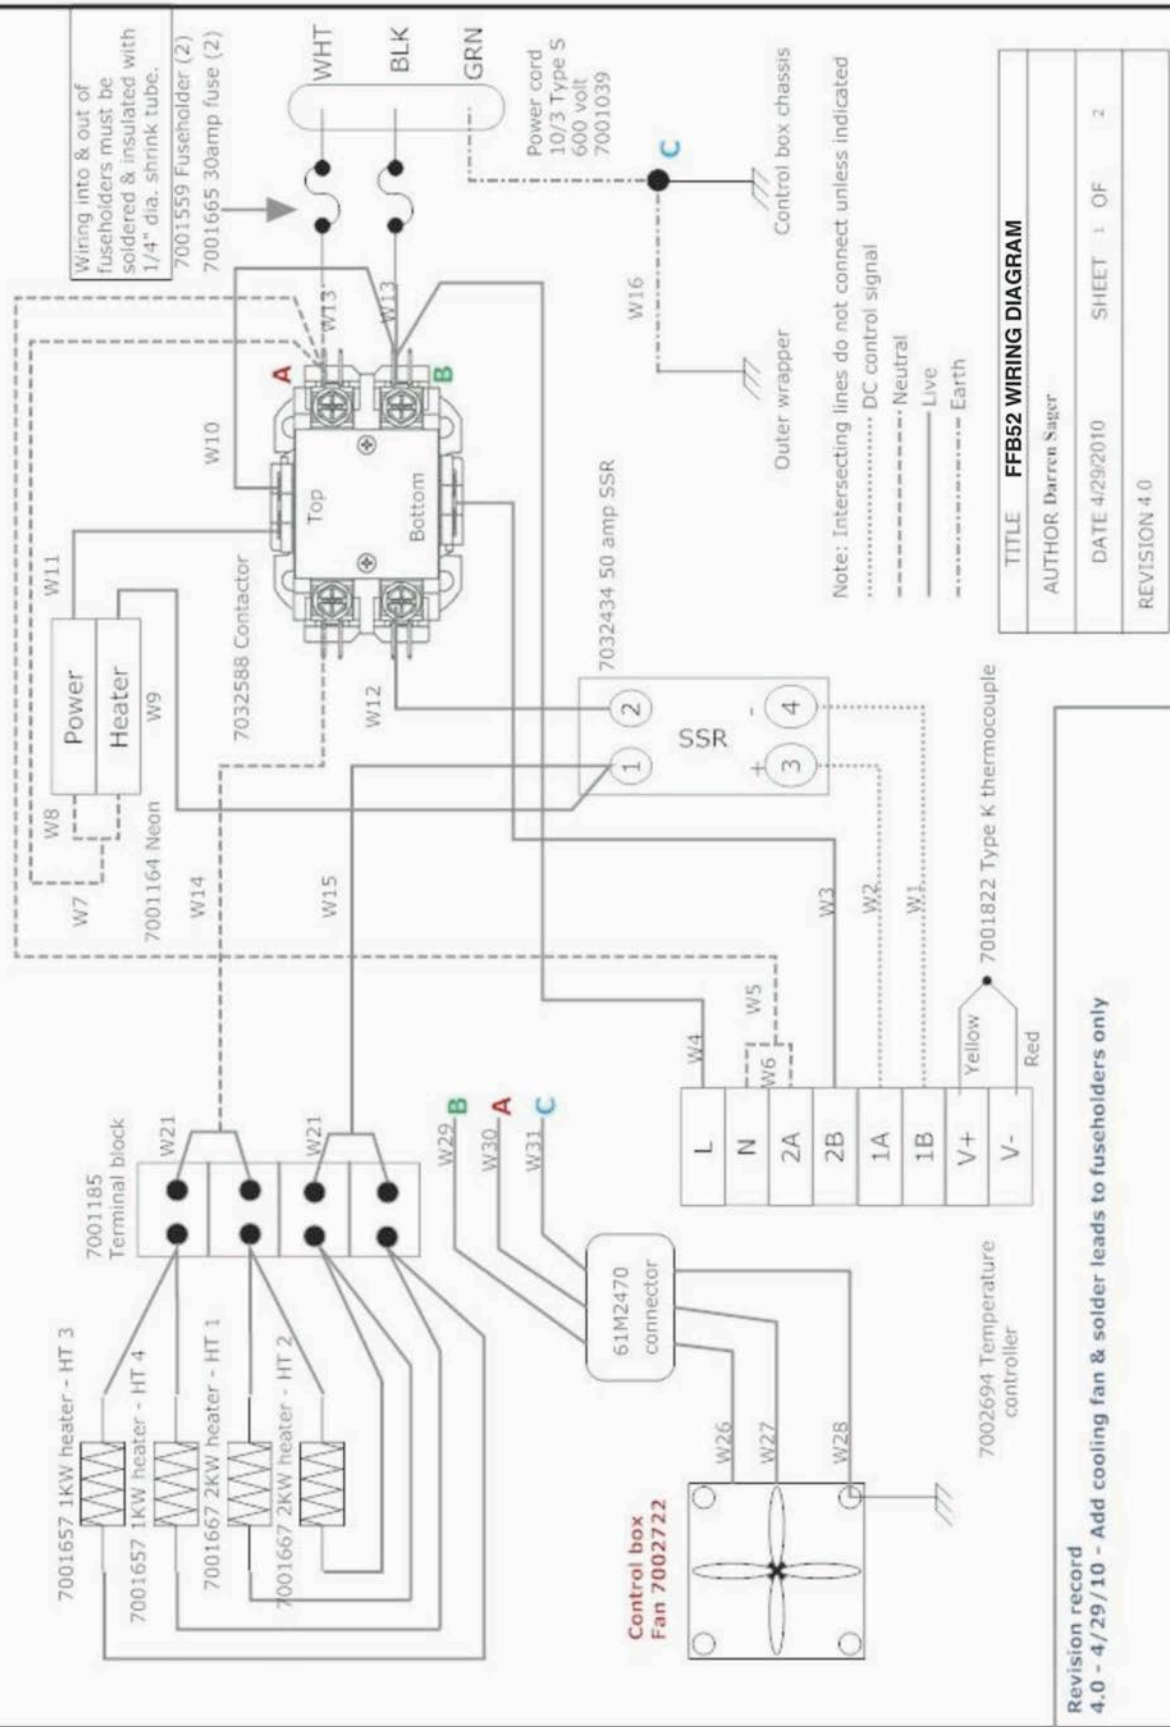 Wiring into & out of
fuseholders must be
soldered & insulated with
1/4" dia. shrink tube.
7001559 Fuseholder (2)
7001665 30amp fuse (2)
WHT
BLK
GRN
Power cord
10/3 Type S
600 volt
7001039
C
Control box chassis
W16
Outer wrapper
W13
W13
A
B
W10
Top
Bottom
7032588 Contactor
W11
Power
Heater
W8
W9
W7
7001164 Neon
W12
W14
W15
7032434 50 amp SSR
2
1
SSR
-
4
+
3
Note: Intersecting lines do not connect unless indicated
DC control signal
Neutral
Live
Earth
W3
W2
W1
W5
W4
W6
7001822 Type K thermocouple
Yellow
Red
L
N
2A
2B
1A
1B
V+
V-
7002694 Temperature
controller
7001185
Terminal block
W21
W21
7001657 1KW heater - HT 3
7001657 1KW heater - HT 4
7001667 2KW heater - HT 1
7001667 2KW heater - HT 2
W29
B
W30
A
W31
C
61M2470
connector
W26
W27
W28
Control box
Fan 7002722
TITLE FFB52 WIRING DIAGRAM
AUTHOR Darren Sager
DATE 4/29/2010 SHEET 1 OF 2
REVISION 4.0
Revision record
4.0 - 4/29/10 - Add cooling fan & solder leads to fuseholders only